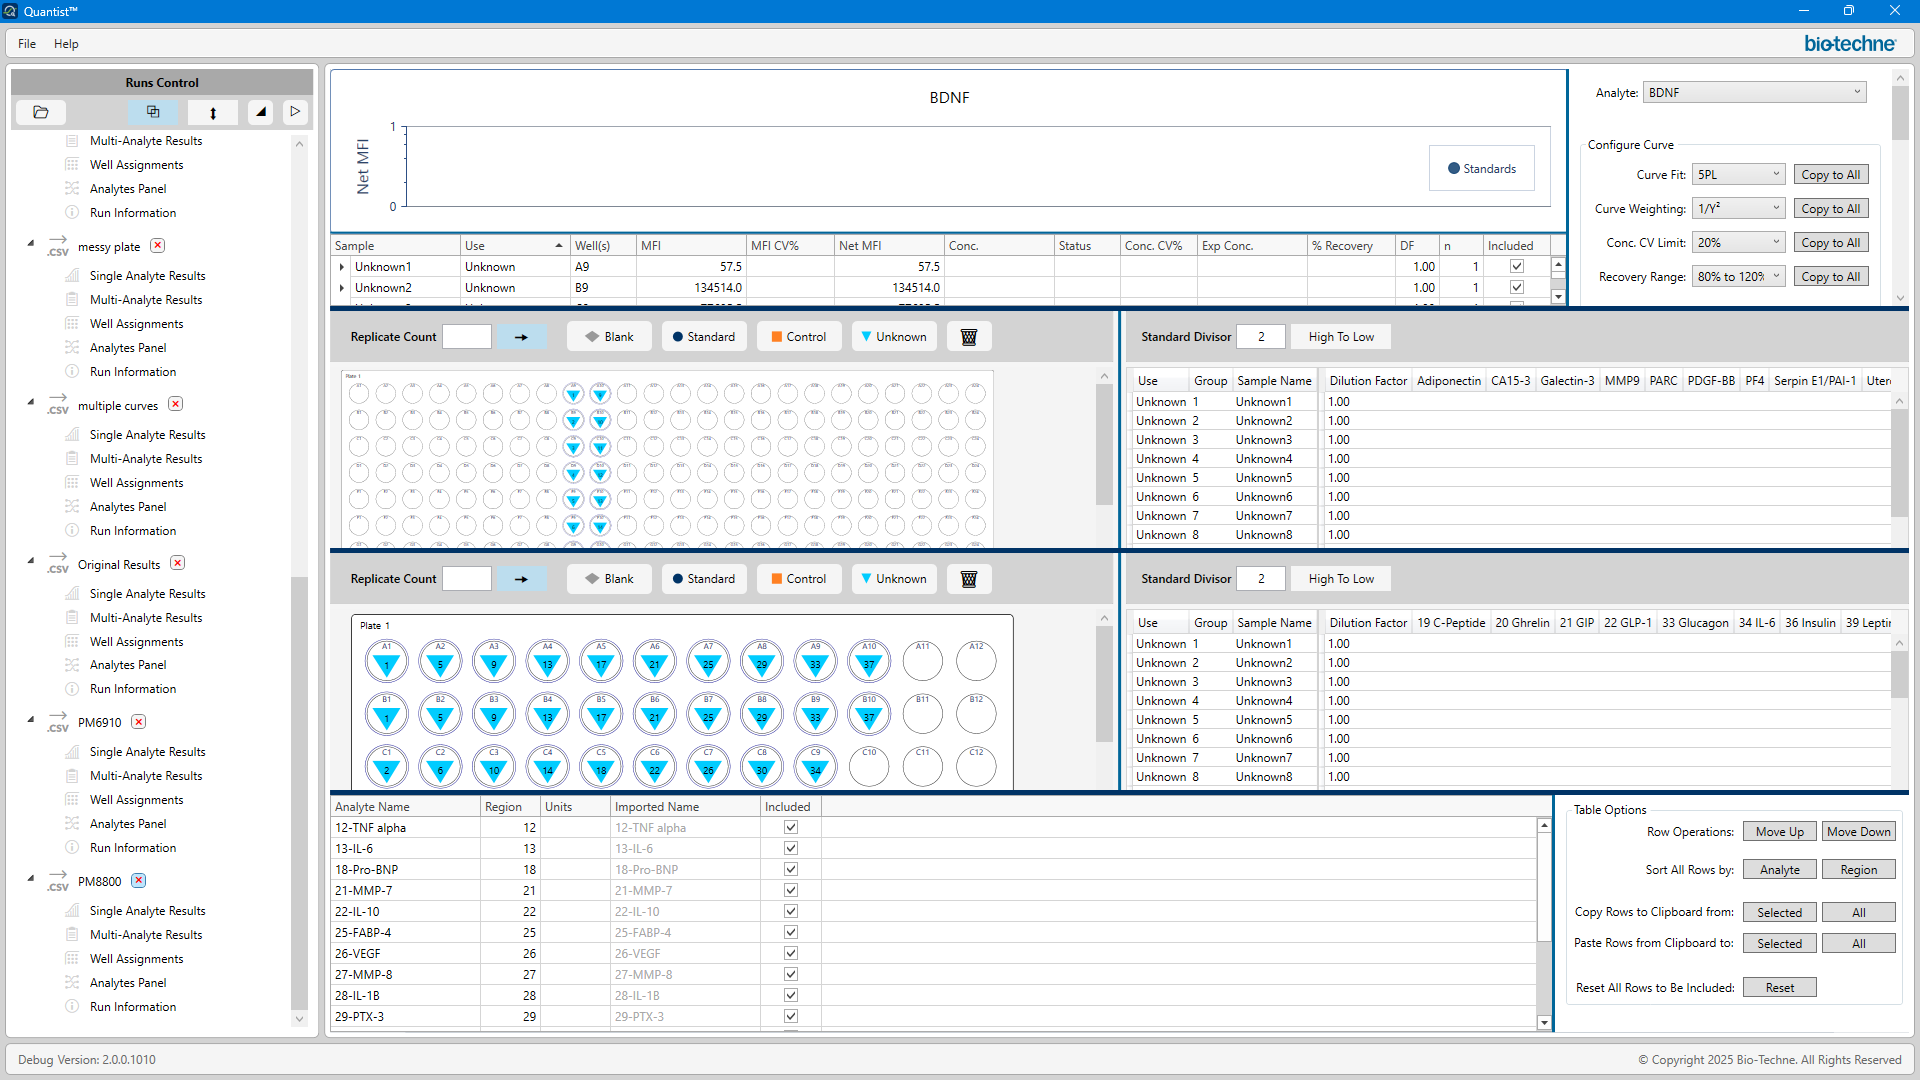 Quantist™
File Help
bio-techne
Runs Control
Multi-Analyte Results
Well Assignments
Analytes Panel
Run Information
.CSV messy plate
Single Analyte Results
Multi-Analyte Results
Well Assignments
Analytes Panel
Run Information
.CSV multiple curves
Single Analyte Results
Multi-Analyte Results
Well Assignments
Analytes Panel
Run Information
.CSV Original Results
Single Analyte Results
Multi-Analyte Results
Well Assignments
Analytes Panel
Run Information
.CSV PM6910
Single Analyte Results
Multi-Analyte Results
Well Assignments
Analytes Panel
Run Information
.CSV PM8800
Single Analyte Results
Multi-Analyte Results
Well Assignments
Analytes Panel
Run Information
BDNF
Net MFI
1
0
Standards
Sample Use Well(s) MFI MFI CV% Net MFI Conc. Status Conc. CV% Exp Conc. % Recovery DF n Included
Unknown1 Unknown A9 57.5 57.5 1.00 1
Unknown2 Unknown B9 134514.0 134514.0 1.00 1
Analyte: BDNF
Configure Curve
Curve Fit: 5PL Copy to All
Curve Weighting: 1/Y² Copy to All
Conc. CV Limit: 20% Copy to All
Recovery Range: 80% to 120% Copy to All
Replicate Count Blank Standard Control Unknown
Plate 1
Standard Divisor 2 High To Low
Use Group Sample Name Dilution Factor Adiponectin CA15-3 Galectin-3 MMP9 PARC PDGF-BB PF4 Serpin E1/PAI-1 Uter
Unknown 1 Unknown1 1.00
Unknown 2 Unknown2 1.00
Unknown 3 Unknown3 1.00
Unknown 4 Unknown4 1.00
Unknown 5 Unknown5 1.00
Unknown 6 Unknown6 1.00
Unknown 7 Unknown7 1.00
Unknown 8 Unknown8 1.00
Replicate Count Blank Standard Control Unknown
Plate 1
A1 A2 A3 A4 A5 A6 A7 A8 A9 A10 A11 A12
1 5 9 13 17 21 25 29 33 37
B1 B2 B3 B4 B5 B6 B7 B8 B9 B10 B11 B12
1 5 9 13 17 21 25 29 33 37
C1 C2 C3 C4 C5 C6 C7 C8 C9 C10 C11 C12
2 6 10 14 18 22 26 30 34
Standard Divisor 2 High To Low
Use Group Sample Name Dilution Factor 19 C-Peptide 20 Ghrelin 21 GIP 22 GLP-1 33 Glucagon 34 IL-6 36 Insulin 39 Leptin
Unknown 1 Unknown1 1.00
Unknown 2 Unknown2 1.00
Unknown 3 Unknown3 1.00
Unknown 4 Unknown4 1.00
Unknown 5 Unknown5 1.00
Unknown 6 Unknown6 1.00
Unknown 7 Unknown7 1.00
Unknown 8 Unknown8 1.00
Analyte Name Region Units Imported Name Included
12-TNF alpha 12 12-TNF alpha
13-IL-6 13 13-IL-6
18-Pro-BNP 18 18-Pro-BNP
21-MMP-7 21 21-MMP-7
22-IL-10 22 22-IL-10
25-FABP-4 25 25-FABP-4
26-VEGF 26 26-VEGF
27-MMP-8 27 27-MMP-8
28-IL-1B 28 28-IL-1B
29-PTX-3 29 29-PTX-3
Table Options
Row Operations: Move Up Move Down
Sort All Rows by: Analyte Region
Copy Rows to Clipboard from: Selected All
Paste Rows from Clipboard to: Selected All
Reset All Rows to Be Included: Reset
Debug Version: 2.0.0.1010
© Copyright 2025 Bio-Techne. All Rights Reserved